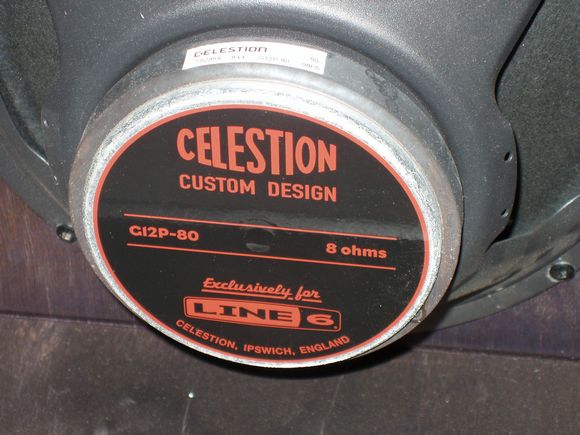 CELESTION
CELESTION
CUSTOM DESIGN
G12P-80 8 ohms
Exclusively for
LINE 6
CELESTION, IPSWICH, ENGLAND